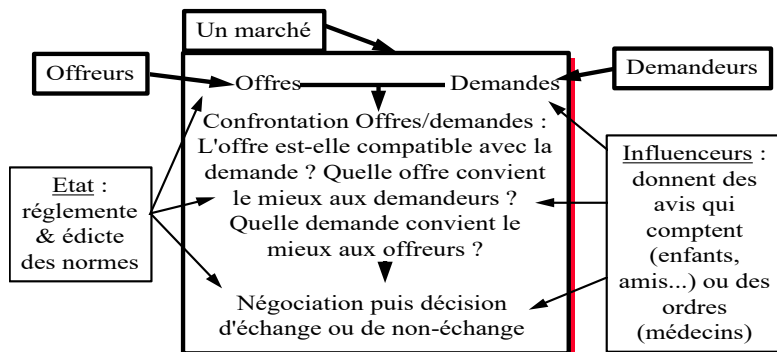 Un marché
Offreurs
Offres
Demandes
Demandeurs
Confrontation Offres/demandes :
L'offre est-elle compatible avec la
demande ? Quelle offre convient
le mieux aux demandeurs ?
Quelle demande convient le
mieux aux offreurs ?
Négociation puis décision
d'échange ou de non-échange
Etat :
réglemente
& édicte
des normes
Influenceurs :
donnent des
avis qui
comptent
(enfants,
amis...) ou des
ordres
(médecins)